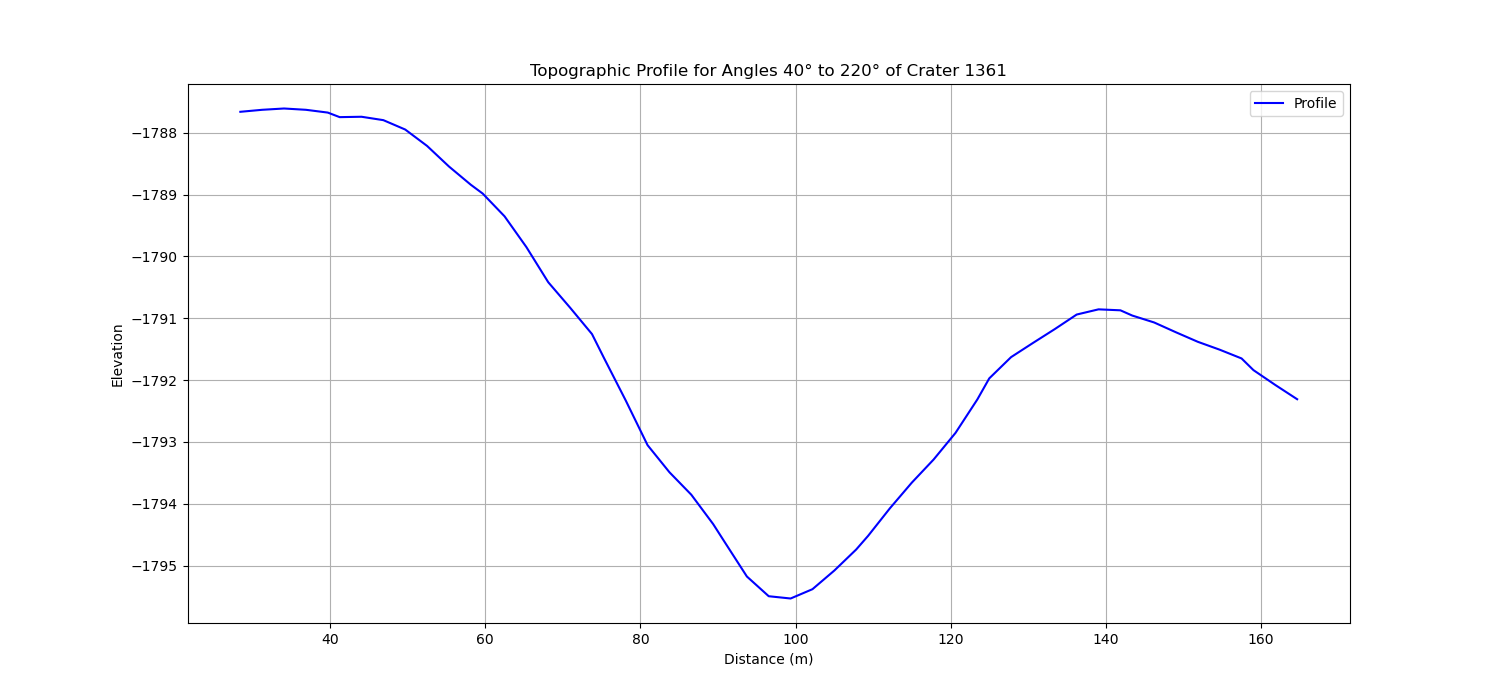 Topographic Profile for Angles 40° to 220° of Crater 1361
Profile
−1788
−1789
−1790
−1791
−1792
−1793
−1794
−1795
Elevation
40 60 80 100 120 140 160
Distance (m)